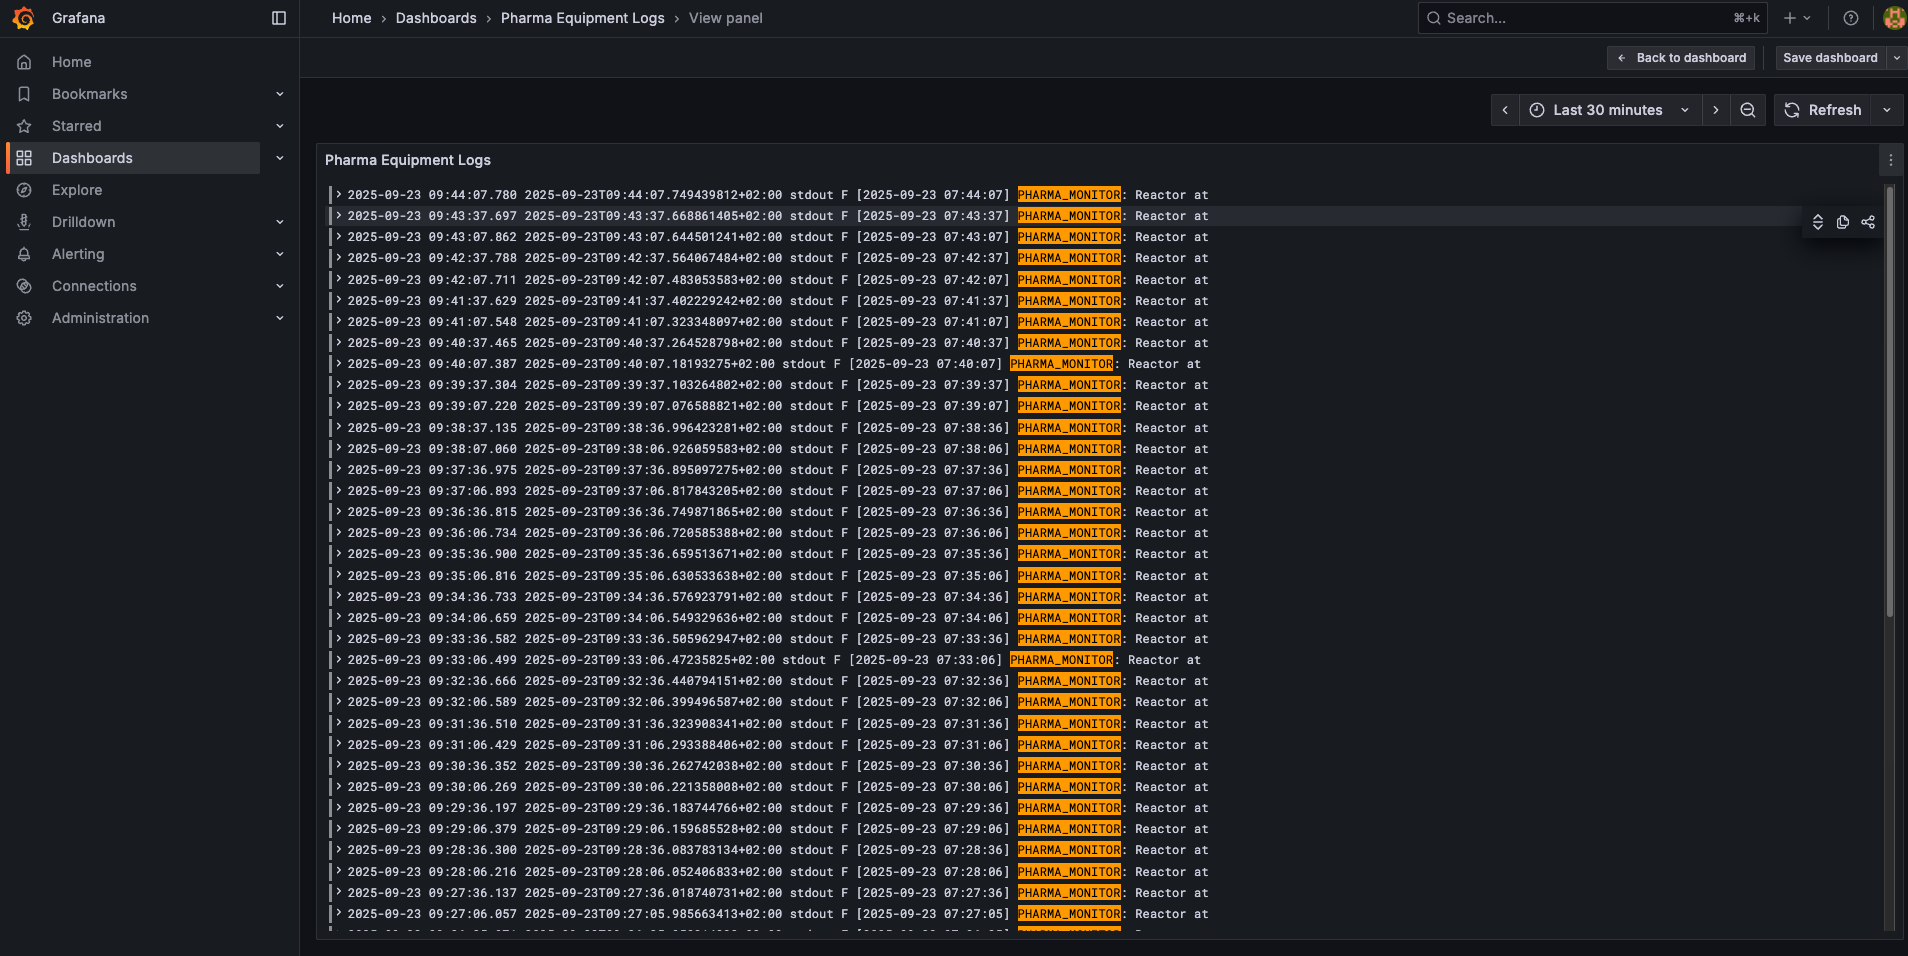 Grafana
Home › Dashboards › Pharma Equipment Logs › View panel
Search...
⌘+k
Back to dashboard
Save dashboard
Home
Bookmarks
Starred
Dashboards
Explore
Drilldown
Alerting
Connections
Administration
Last 30 minutes
Refresh
Pharma Equipment Logs
2025-09-23 09:44:07.780 2025-09-23T09:44:07.749439812+02:00 stdout F [2025-09-23 07:44:07] PHARMA_MONITOR: Reactor at
2025-09-23 09:43:37.697 2025-09-23T09:43:37.668861405+02:00 stdout F [2025-09-23 07:43:37] PHARMA_MONITOR: Reactor at
2025-09-23 09:43:07.862 2025-09-23T09:43:07.644501241+02:00 stdout F [2025-09-23 07:43:07] PHARMA_MONITOR: Reactor at
2025-09-23 09:42:37.788 2025-09-23T09:42:37.564067484+02:00 stdout F [2025-09-23 07:42:37] PHARMA_MONITOR: Reactor at
2025-09-23 09:42:07.711 2025-09-23T09:42:07.483053583+02:00 stdout F [2025-09-23 07:42:07] PHARMA_MONITOR: Reactor at
2025-09-23 09:41:37.629 2025-09-23T09:41:37.402229242+02:00 stdout F [2025-09-23 07:41:37] PHARMA_MONITOR: Reactor at
2025-09-23 09:41:07.548 2025-09-23T09:41:07.323348097+02:00 stdout F [2025-09-23 07:41:07] PHARMA_MONITOR: Reactor at
2025-09-23 09:40:37.465 2025-09-23T09:40:37.264528798+02:00 stdout F [2025-09-23 07:40:37] PHARMA_MONITOR: Reactor at
2025-09-23 09:40:07.387 2025-09-23T09:40:07.18193275+02:00 stdout F [2025-09-23 07:40:07] PHARMA_MONITOR: Reactor at
2025-09-23 09:39:37.304 2025-09-23T09:39:37.103264802+02:00 stdout F [2025-09-23 07:39:37] PHARMA_MONITOR: Reactor at
2025-09-23 09:39:07.220 2025-09-23T09:39:07.076588821+02:00 stdout F [2025-09-23 07:39:07] PHARMA_MONITOR: Reactor at
2025-09-23 09:38:37.135 2025-09-23T09:38:36.996423281+02:00 stdout F [2025-09-23 07:38:36] PHARMA_MONITOR: Reactor at
2025-09-23 09:38:07.060 2025-09-23T09:38:06.926059583+02:00 stdout F [2025-09-23 07:38:06] PHARMA_MONITOR: Reactor at
2025-09-23 09:37:36.975 2025-09-23T09:37:36.895097275+02:00 stdout F [2025-09-23 07:37:36] PHARMA_MONITOR: Reactor at
2025-09-23 09:37:06.893 2025-09-23T09:37:06.817843205+02:00 stdout F [2025-09-23 07:37:06] PHARMA_MONITOR: Reactor at
2025-09-23 09:36:36.815 2025-09-23T09:36:36.749871865+02:00 stdout F [2025-09-23 07:36:36] PHARMA_MONITOR: Reactor at
2025-09-23 09:36:06.734 2025-09-23T09:36:06.720585388+02:00 stdout F [2025-09-23 07:36:06] PHARMA_MONITOR: Reactor at
2025-09-23 09:35:36.900 2025-09-23T09:35:36.659513671+02:00 stdout F [2025-09-23 07:35:36] PHARMA_MONITOR: Reactor at
2025-09-23 09:35:06.816 2025-09-23T09:35:06.630533638+02:00 stdout F [2025-09-23 07:35:06] PHARMA_MONITOR: Reactor at
2025-09-23 09:34:36.733 2025-09-23T09:34:36.576923791+02:00 stdout F [2025-09-23 07:34:36] PHARMA_MONITOR: Reactor at
2025-09-23 09:34:06.659 2025-09-23T09:34:06.549329636+02:00 stdout F [2025-09-23 07:34:06] PHARMA_MONITOR: Reactor at
2025-09-23 09:33:36.582 2025-09-23T09:33:36.505962947+02:00 stdout F [2025-09-23 07:33:36] PHARMA_MONITOR: Reactor at
2025-09-23 09:33:06.499 2025-09-23T09:33:06.47235825+02:00 stdout F [2025-09-23 07:33:06] PHARMA_MONITOR: Reactor at
2025-09-23 09:32:36.666 2025-09-23T09:32:36.440794151+02:00 stdout F [2025-09-23 07:32:36] PHARMA_MONITOR: Reactor at
2025-09-23 09:32:06.589 2025-09-23T09:32:06.399496587+02:00 stdout F [2025-09-23 07:32:06] PHARMA_MONITOR: Reactor at
2025-09-23 09:31:36.510 2025-09-23T09:31:36.323908341+02:00 stdout F [2025-09-23 07:31:36] PHARMA_MONITOR: Reactor at
2025-09-23 09:31:06.429 2025-09-23T09:31:06.293388406+02:00 stdout F [2025-09-23 07:31:06] PHARMA_MONITOR: Reactor at
2025-09-23 09:30:36.352 2025-09-23T09:30:36.262742038+02:00 stdout F [2025-09-23 07:30:36] PHARMA_MONITOR: Reactor at
2025-09-23 09:30:06.269 2025-09-23T09:30:06.221358008+02:00 stdout F [2025-09-23 07:30:06] PHARMA_MONITOR: Reactor at
2025-09-23 09:29:36.197 2025-09-23T09:29:36.183744766+02:00 stdout F [2025-09-23 07:29:36] PHARMA_MONITOR: Reactor at
2025-09-23 09:29:06.379 2025-09-23T09:29:06.159685528+02:00 stdout F [2025-09-23 07:29:06] PHARMA_MONITOR: Reactor at
2025-09-23 09:28:36.300 2025-09-23T09:28:36.083783134+02:00 stdout F [2025-09-23 07:28:36] PHARMA_MONITOR: Reactor at
2025-09-23 09:28:06.216 2025-09-23T09:28:06.052406833+02:00 stdout F [2025-09-23 07:28:06] PHARMA_MONITOR: Reactor at
2025-09-23 09:27:36.137 2025-09-23T09:27:36.018740731+02:00 stdout F [2025-09-23 07:27:36] PHARMA_MONITOR: Reactor at
2025-09-23 09:27:06.057 2025-09-23T09:27:05.985663413+02:00 stdout F [2025-09-23 07:27:05] PHARMA_MONITOR: Reactor at